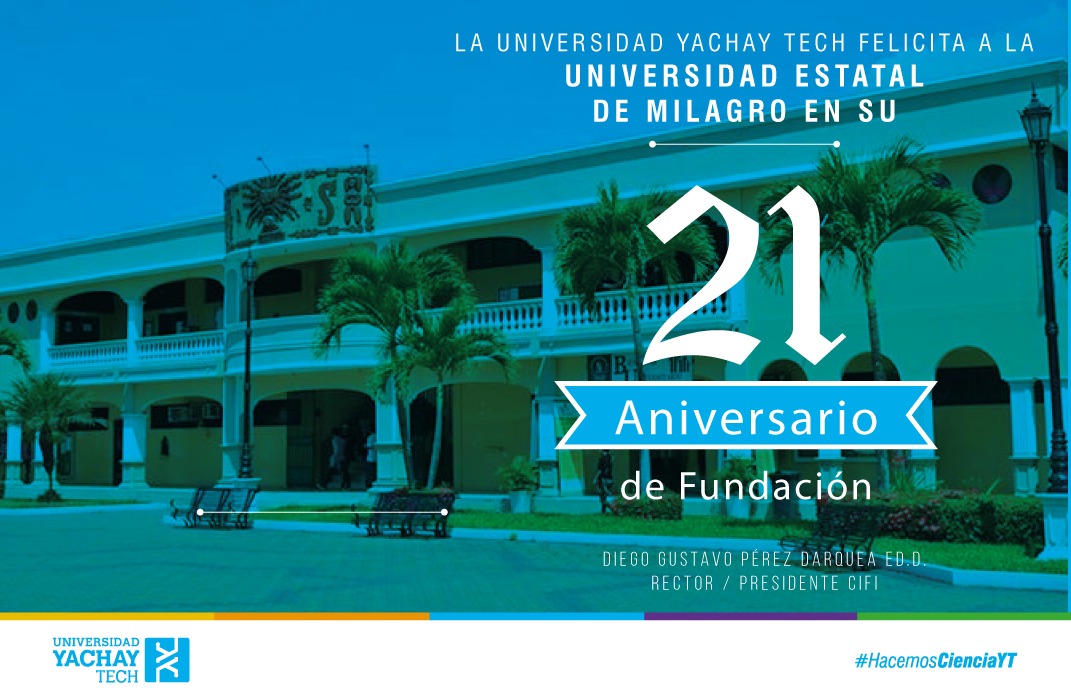 LA UNIVERSIDAD YACHAY TECH FELICITA A LA
UNIVERSIDAD ESTATAL
DE MILAGRO EN SU
21
Aniversario
de Fundación
DIEGO GUSTAVO PÉREZ DARQUEA ED.D.
RECTOR / PRESIDENTE CIFI
UNIVERSIDAD
YACHAY
TECH
#HacemosCienciaYT